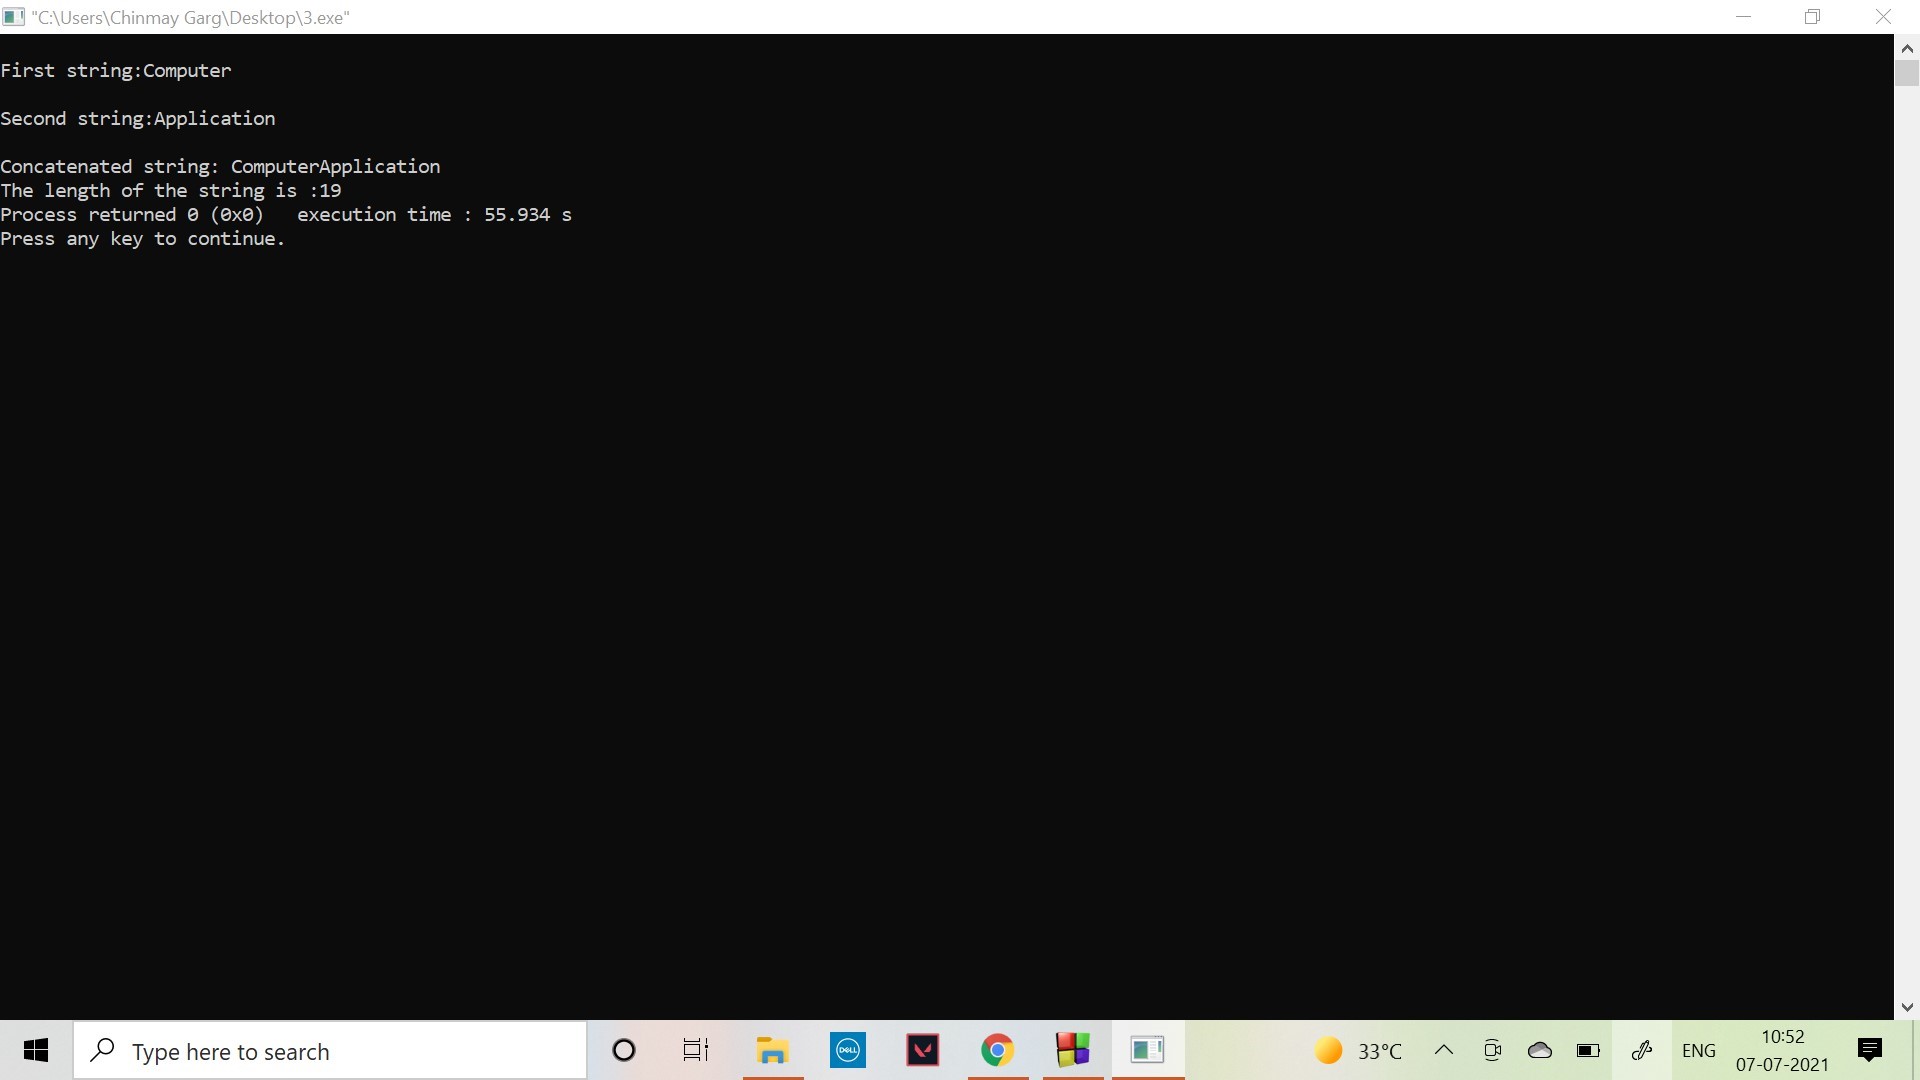 "C:\Users\Chinmay Garg\Desktop\3.exe"
First string:Computer
Second string:Application
Concatenated string: ComputerApplication
The length of the string is :19
Process returned 0 (0x0)   execution time : 55.934 s
Press any key to continue.
Type here to search
DELL
33°C
ENG
10:52
07-07-2021